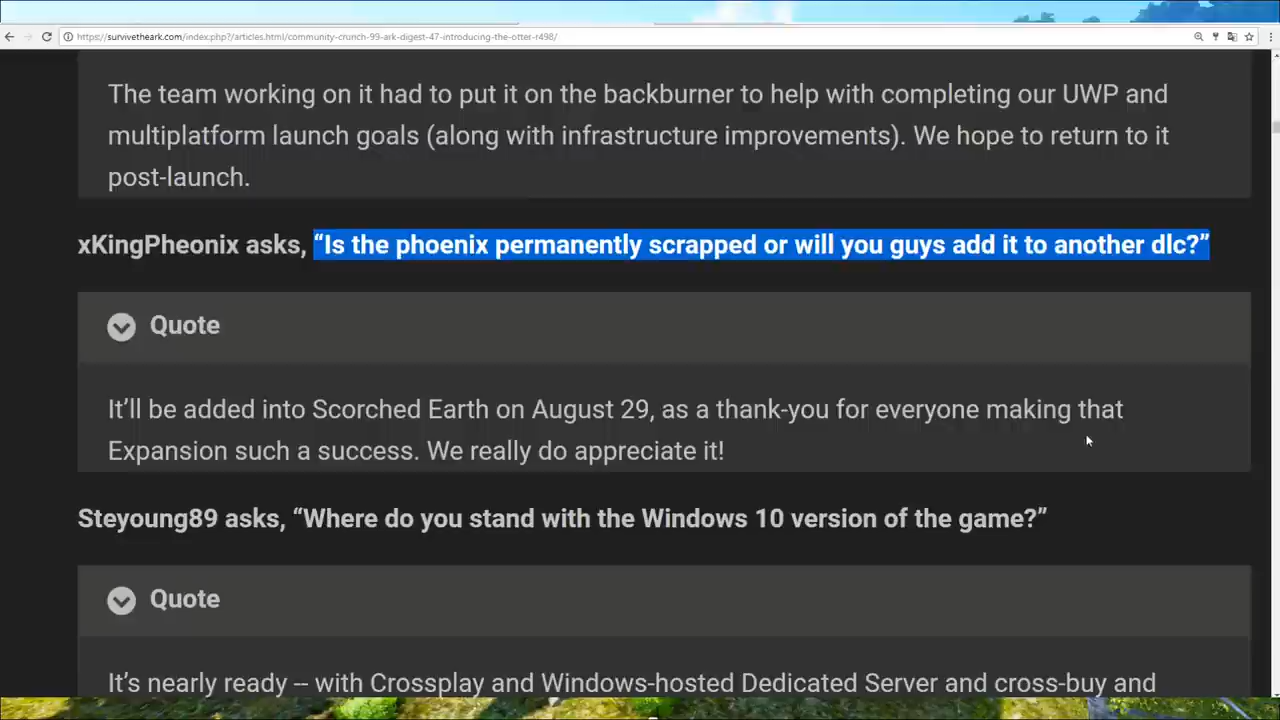 https://survivetheark.com/index.php?/articles.html/community-crunch-99-ark-digest-47-introducing-the-otter-r498/
The team working on it had to put it on the backburner to help with completing our UWP and
multiplatform launch goals (along with infrastructure improvements). We hope to return to it
post-launch.
xKingPheonix asks, “Is the phoenix permanently scrapped or will you guys add it to another dlc?”
Quote
It’ll be added into Scorched Earth on August 29, as a thank-you for everyone making that
Expansion such a success. We really do appreciate it!
Steyoung89 asks, “Where do you stand with the Windows 10 version of the game?”
Quote
It’s nearly ready -- with Crossplay and Windows-hosted Dedicated Server and cross-buy and